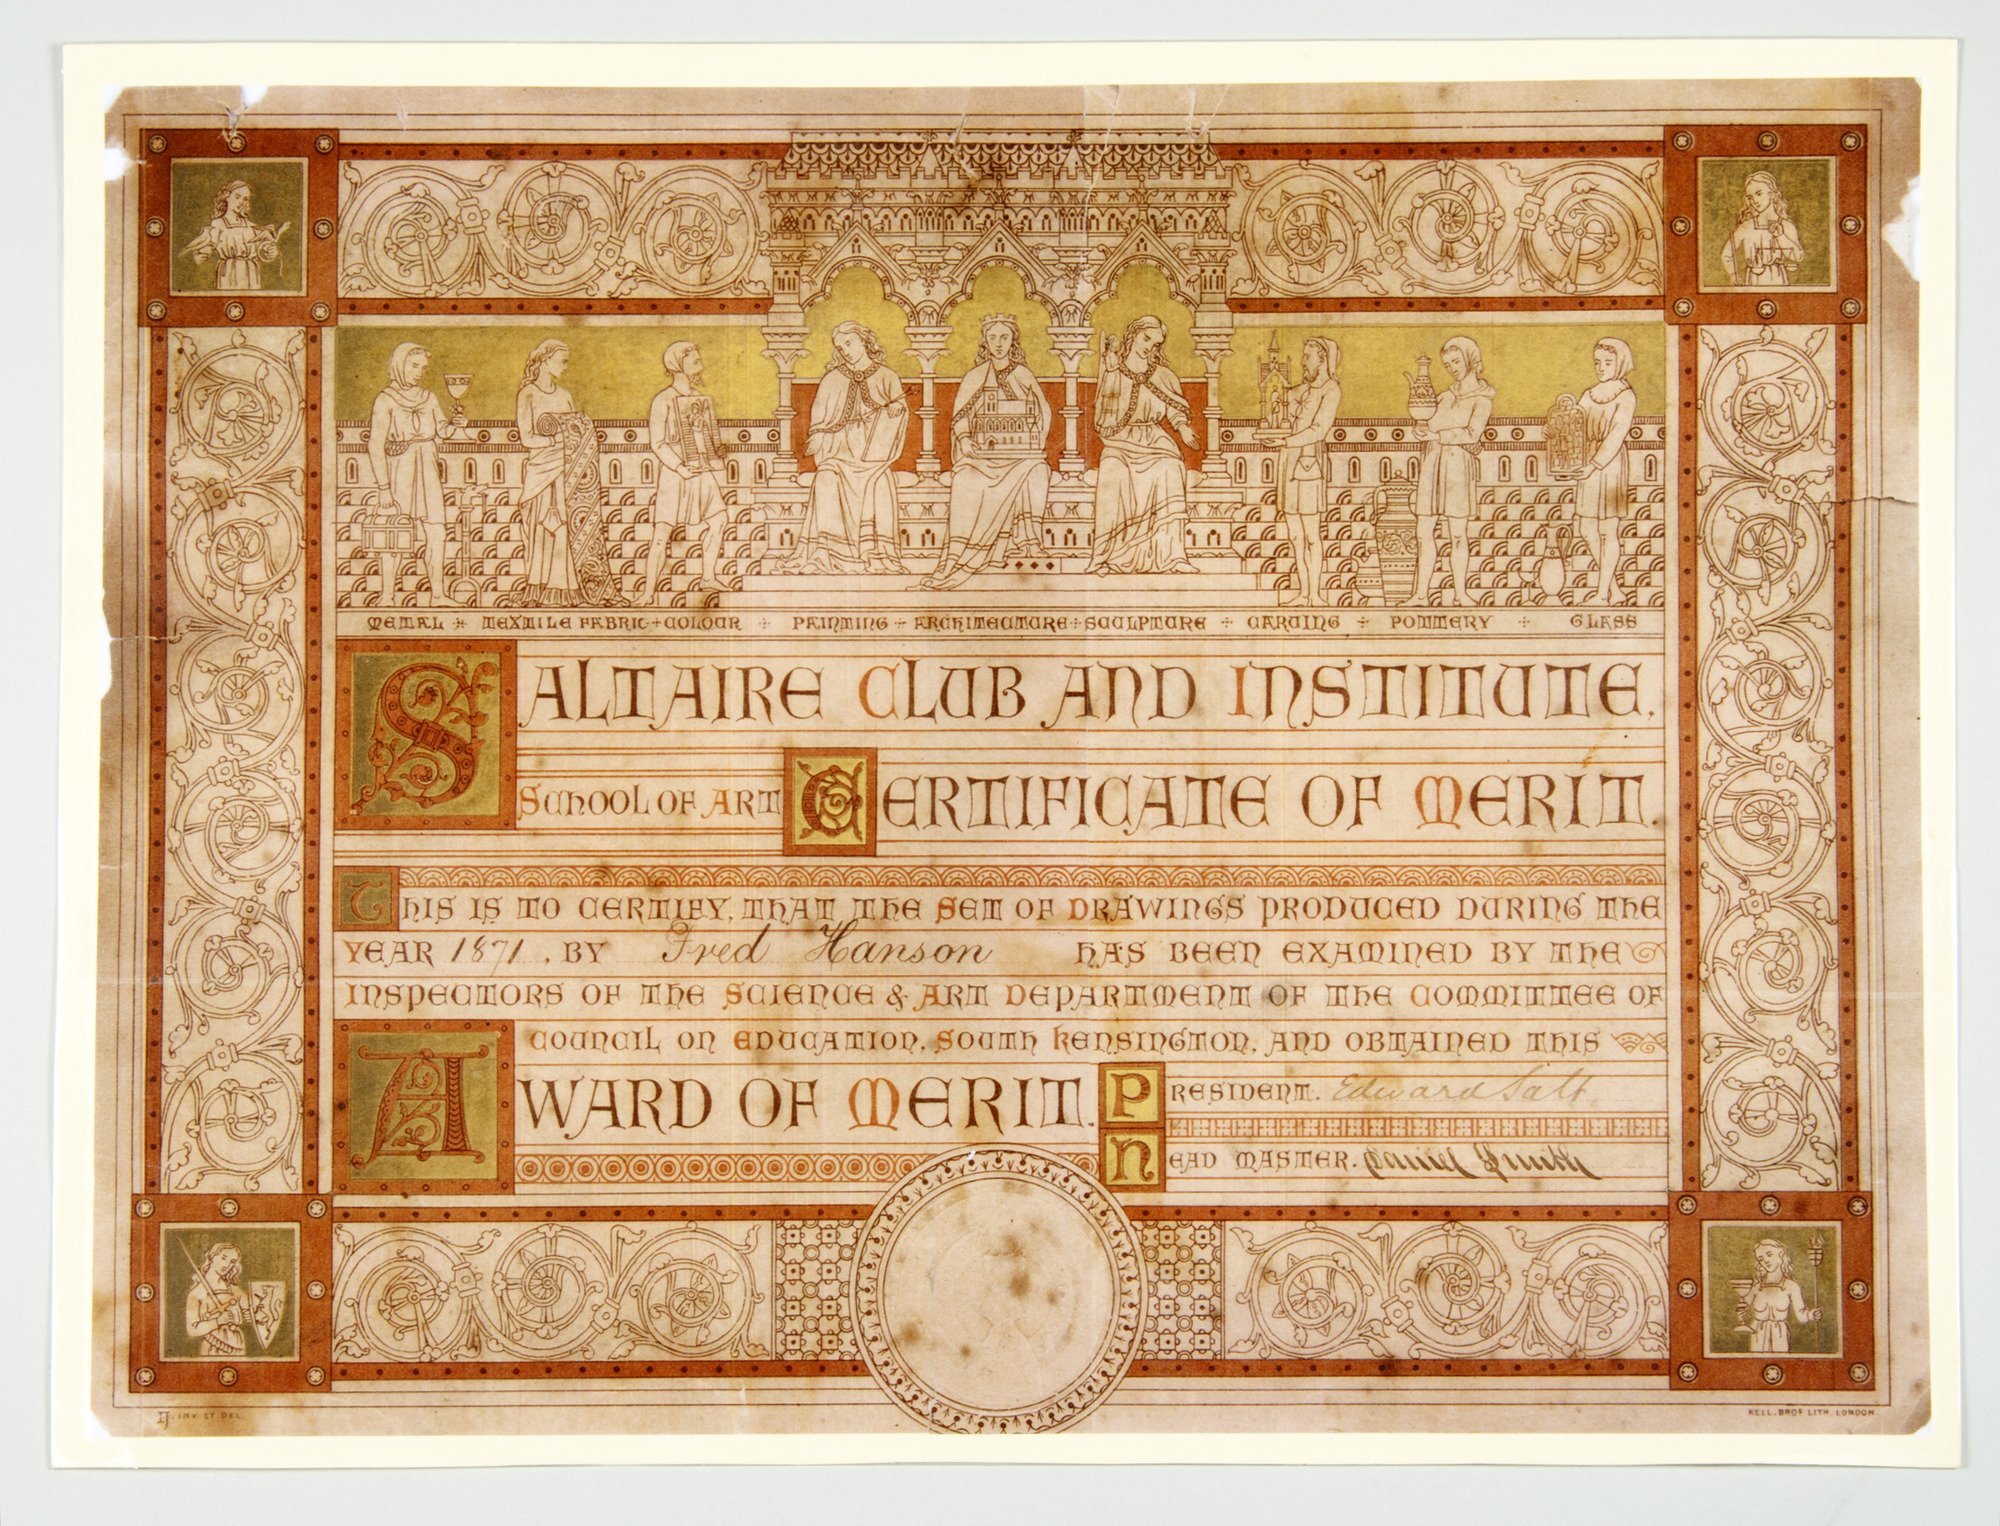 METAL + TEXTILE FABRIC + COLOUR + PAINTING + ARCHITECTURE + SCULPTURE + CARVING + POTTERY + GLASS
SALTAIRE CLUB AND INSTITUTE.
SCHOOL OF ART CERTIFICATE OF MERIT.
THIS IS TO CERTIFY, THAT THE SET OF DRAWINGS PRODUCED DURING THE
YEAR 1871, BY Fred Hanson HAS BEEN EXAMINED BY THE
INSPECTORS OF THE SCIENCE & ART DEPARTMENT OF THE COMMITTEE OF
COUNCIL ON EDUCATION, SOUTH KENSINGTON, AND OBTAINED THIS
AWARD OF MERIT.
PRESIDENT. Edward Salt.
HEAD MASTER. Daniel Smith
INV. ET DEL.
KELL. BROS LITH. LONDON.